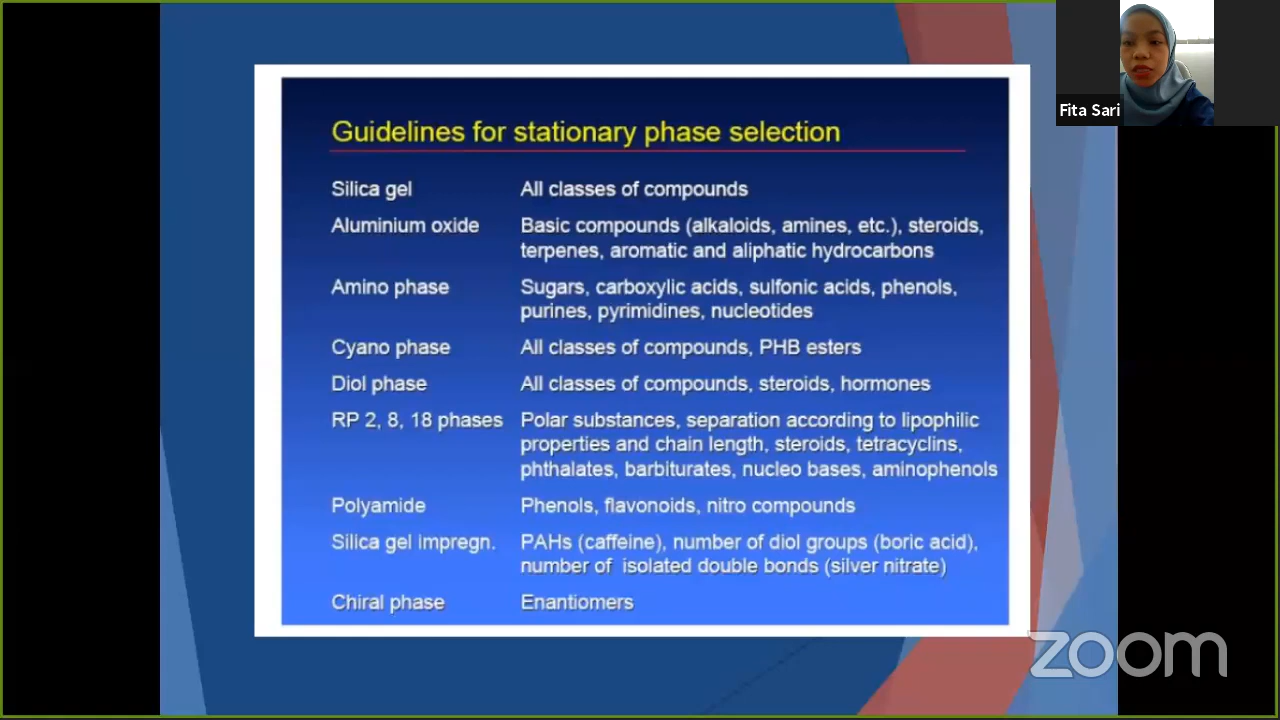 Guidelines for stationary phase selection
Silica gel All classes of compounds
Aluminium oxide Basic compounds (alkaloids, amines, etc.), steroids,
terpenes, aromatic and aliphatic hydrocarbons
Amino phase Sugars, carboxylic acids, sulfonic acids, phenols,
purines, pyrimidines, nucleotides
Cyano phase All classes of compounds, PHB esters
Diol phase All classes of compounds, steroids, hormones
RP 2, 8, 18 phases Polar substances, separation according to lipophilic
properties and chain length, steroids, tetracyclins,
phthalates, barbiturates, nucleo bases, aminophenols
Polyamide Phenols, flavonoids, nitro compounds
Silica gel impregn. PAHs (caffeine), number of diol groups (boric acid),
number of isolated double bonds (silver nitrate)
Chiral phase Enantiomers
Fita Sari
zoom